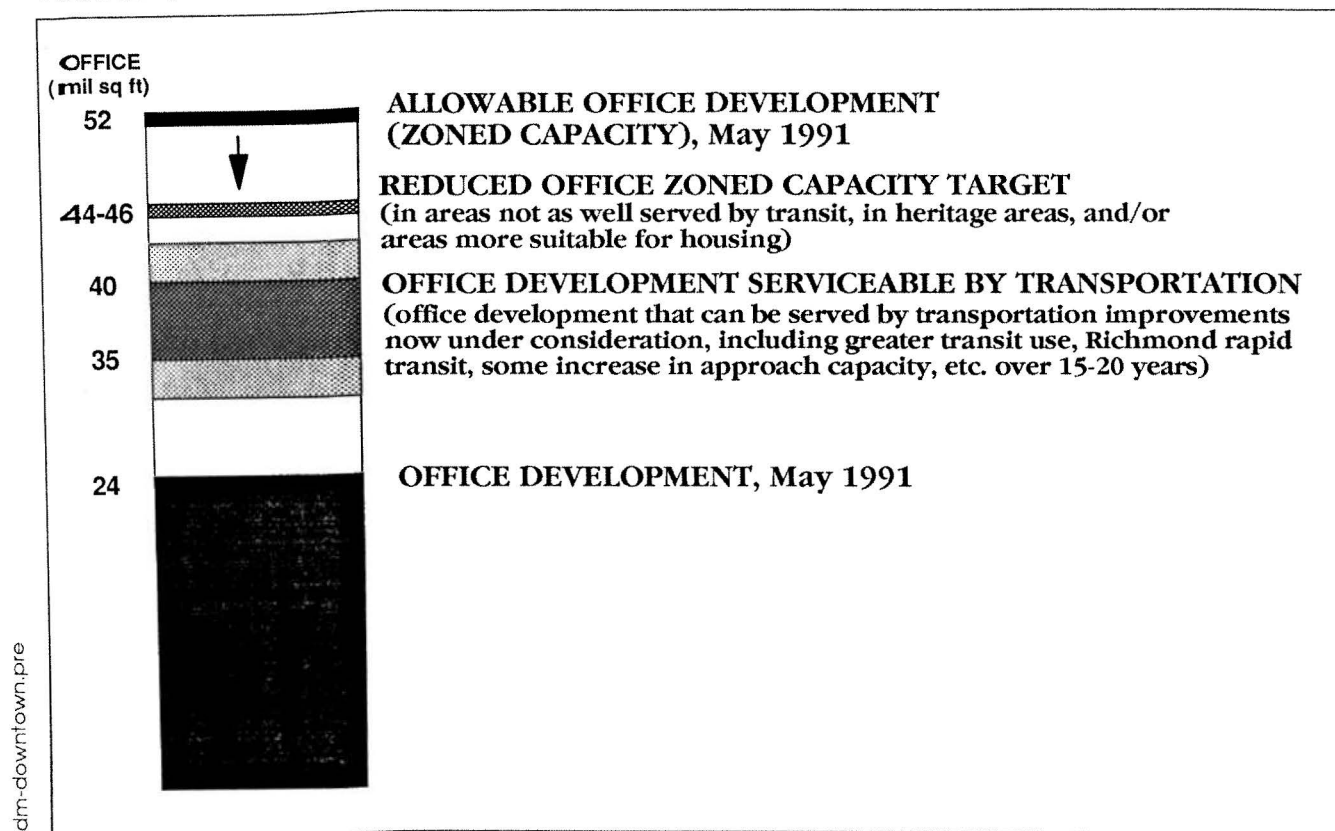 OFFICE
(mil sq ft)
52
ALLOWABLE OFFICE DEVELOPMENT
(ZONED CAPACITY), May 1991
44-46
REDUCED OFFICE ZONED CAPACITY TARGET
(in areas not as well served by transit, in heritage areas, and/or
areas more suitable for housing)
40
OFFICE DEVELOPMENT SERVICEABLE BY TRANSPORTATION
(office development that can be served by transportation improvements
now under consideration, including greater transit use, Richmond rapid
transit, some increase in approach capacity, etc. over 15-20 years)
35
24
OFFICE DEVELOPMENT, May 1991
dm-downtown.pre